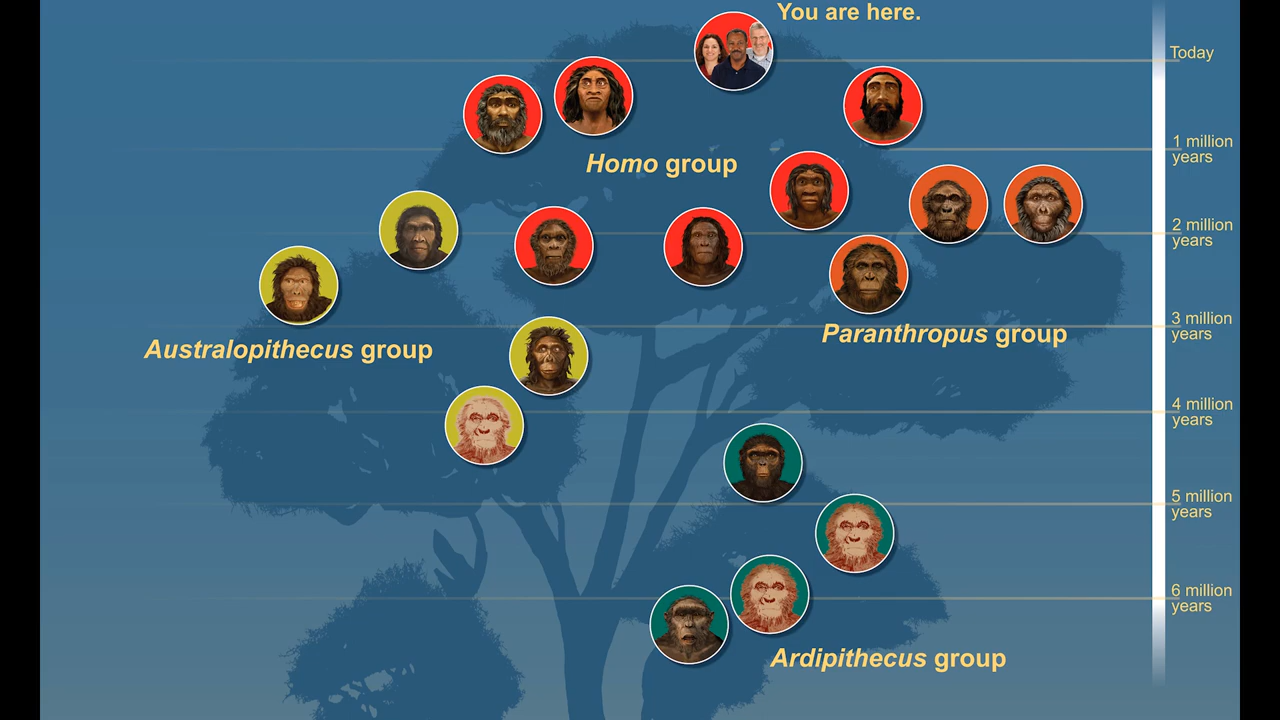 You are here.
Today
1 million
years
Homo group
2 million
years
3 million
years
Paranthropus group
Australopithecus group
4 million
years
5 million
years
6 million
years
Ardipithecus group